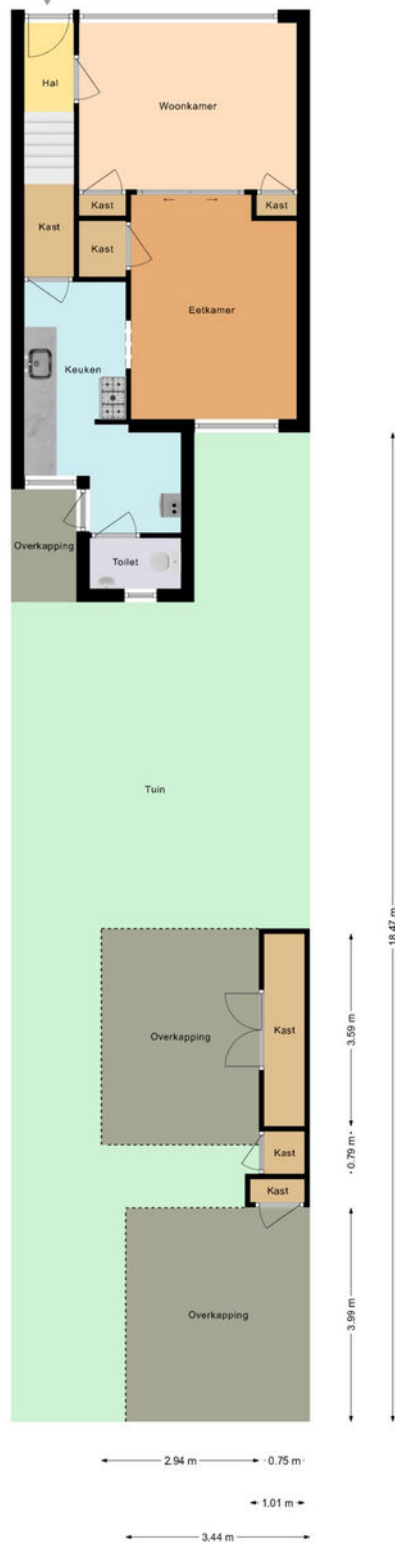 Hal
Woonkamer
Kast
Kast
Kast
Kast
Eetkamer
Keuken
Overkapping
Toilet
Tuin
18.47 m
3.59 m
Overkapping
Kast
Kast
0.79 m
Kast
Overkapping
3.99 m
2.94 m
0.75 m
1.01 m
3.44 m